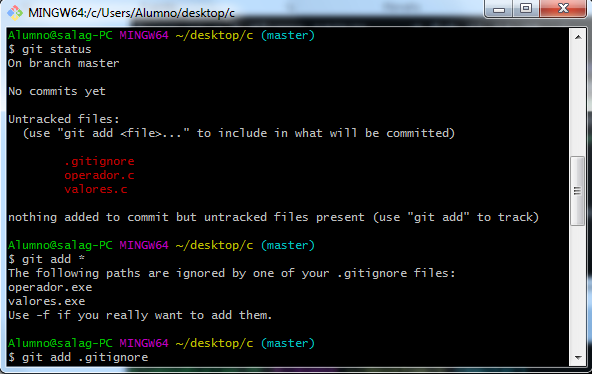 MINGW64:/c/Users/Alumno/desktop/c
Alumno@salag-PC MINGW64 ~/desktop/c (master)
$ git status
On branch master
No commits yet
Untracked files:
(use "git add <file>..." to include in what will be committed)
.gitignore
operador.c
valores.c
nothing added to commit but untracked files present (use "git add" to track)
Alumno@salag-PC MINGW64 ~/desktop/c (master)
$ git add *
The following paths are ignored by one of your .gitignore files:
operador.exe
valores.exe
Use -f if you really want to add them.
Alumno@salag-PC MINGW64 ~/desktop/c (master)
$ git add .gitignore